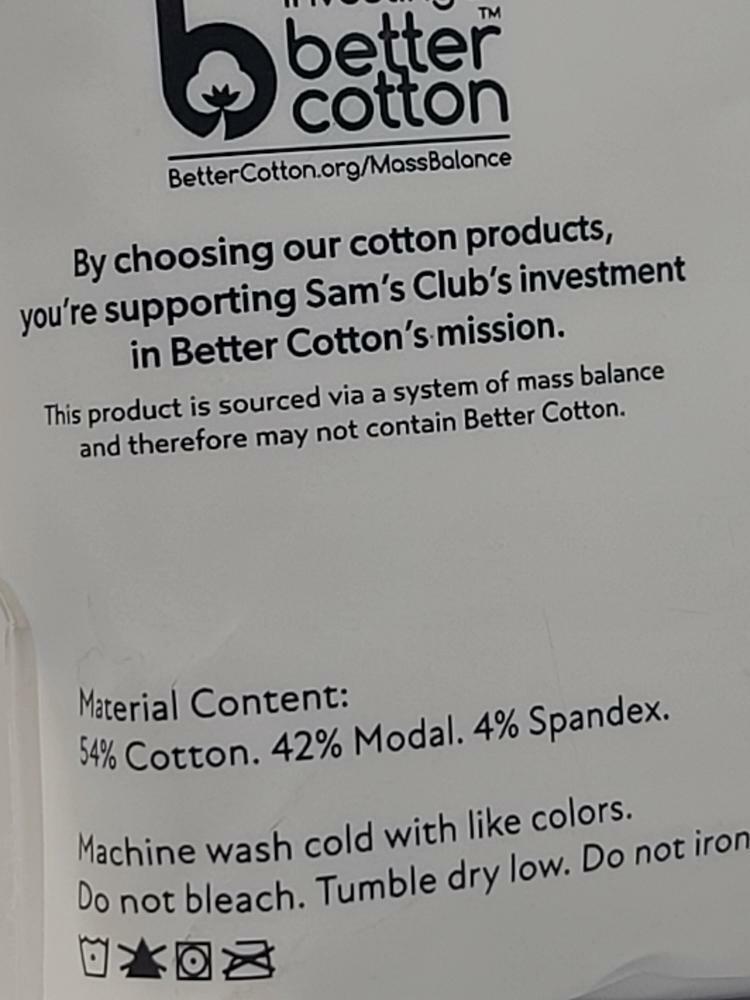 better™
cotton
BetterCotton.org/MassBalance
By choosing our cotton products,
you're supporting Sam's Club's investment
in Better Cotton's mission.
This product is sourced via a system of mass balance
and therefore may not contain Better Cotton.
Material Content:
54% Cotton. 42% Modal. 4% Spandex.
Machine wash cold with like colors.
Do not bleach. Tumble dry low. Do not iron